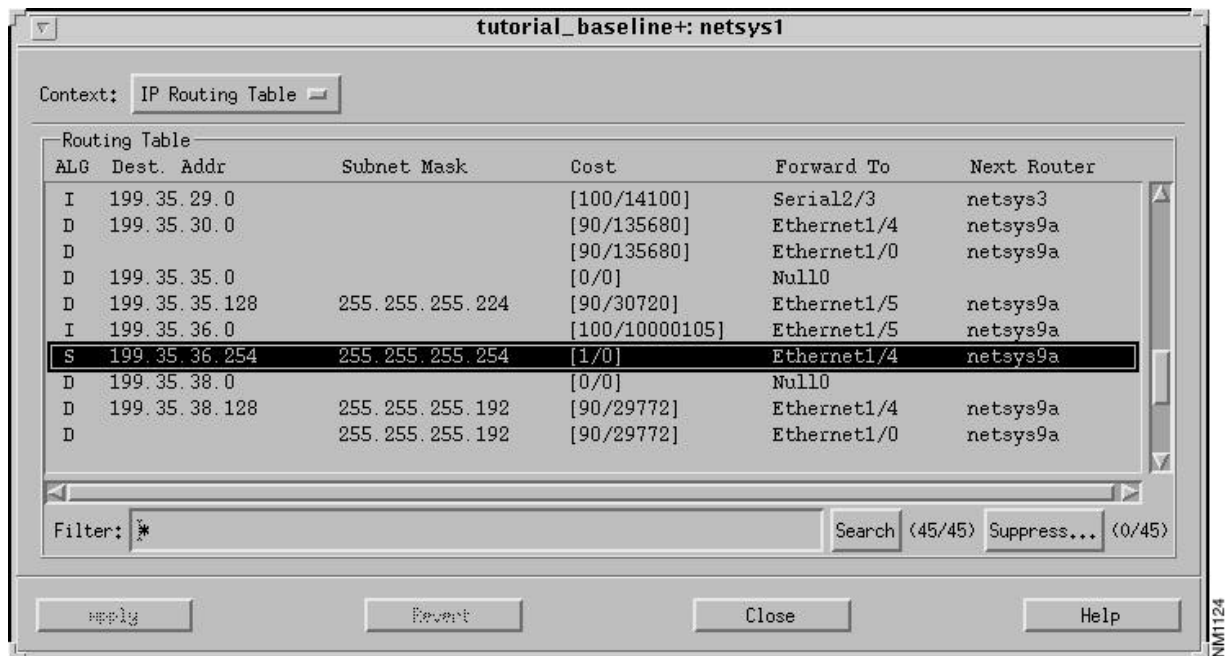 tutorial_baseline+: netsys1
Context: IP Routing Table
Routing Table
ALG Dest. Addr Subnet Mask Cost Forward To Next Router
I 199.35.29.0 [100/14100] Serial2/3 netsys3
D 199.35.30.0 [90/135680] Ethernet1/4 netsys9a
D [90/135680] Ethernet1/0 netsys9a
D 199.35.35.0 [0/0] Null0
D 199.35.35.128 255.255.255.224 [90/30720] Ethernet1/5 netsys9a
I 199.35.36.0 [100/10000105] Ethernet1/5 netsys9a
S 199.35.36.254 255.255.255.254 [1/0] Ethernet1/4 netsys9a
D 199.35.38.0 [0/0] Null0
D 199.35.38.128 255.255.255.192 [90/29772] Ethernet1/4 netsys9a
D 255.255.255.192 [90/29772] Ethernet1/0 netsys9a
Filter: * Search (45/45) Suppress... (0/45)
Apply Revert Close Help
NM1124